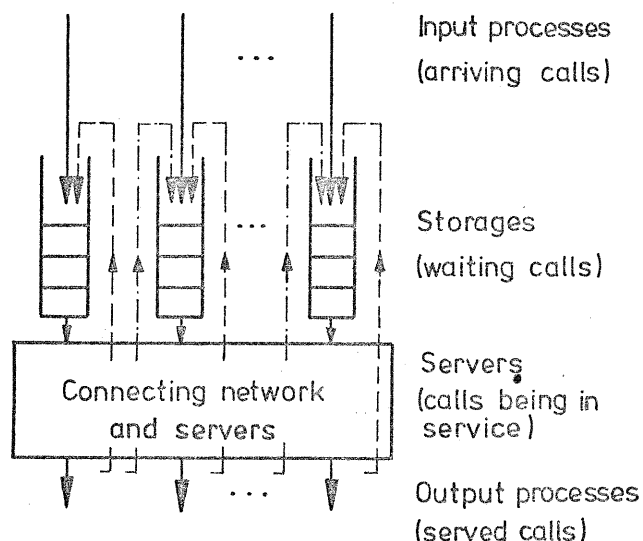 Input processes
(arriving calls)
Storages
(waiting calls)
Connecting network
and servers
Servers
(calls being in
service)
Output processes
(served calls)